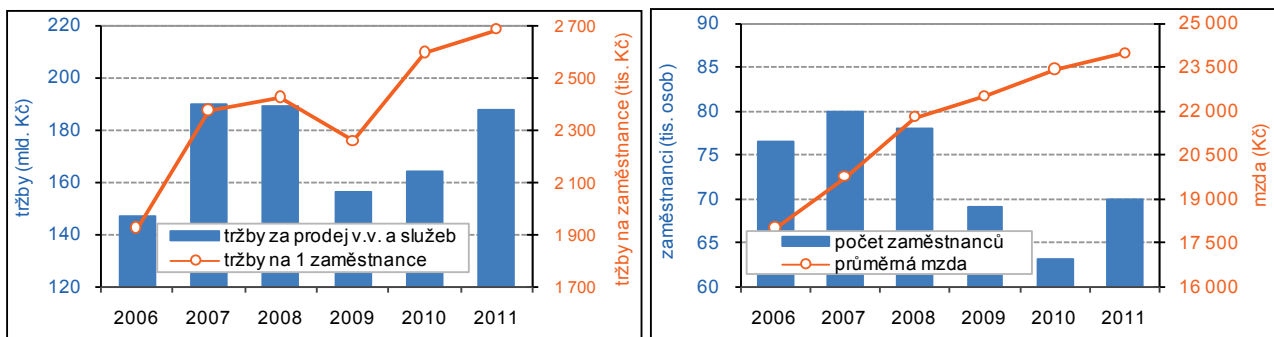 220
200
180
160
140
120
tržby (mld. Kč)
2 700
2 500
2 300
2 100
1 900
1 700
tržby na zaměstnance (tis. Kč)
tržby za prodej v.v. a služeb
tržby na 1 zaměstnance
2006 2007 2008 2009 2010 2011
90
85
80
75
70
65
60
zaměstnanci (tis. osob)
25 000
23 500
22 000
20 500
19 000
17 500
16 000
mzda (Kč)
počet zaměstnanců
průměrná mzda
2006 2007 2008 2009 2010 2011